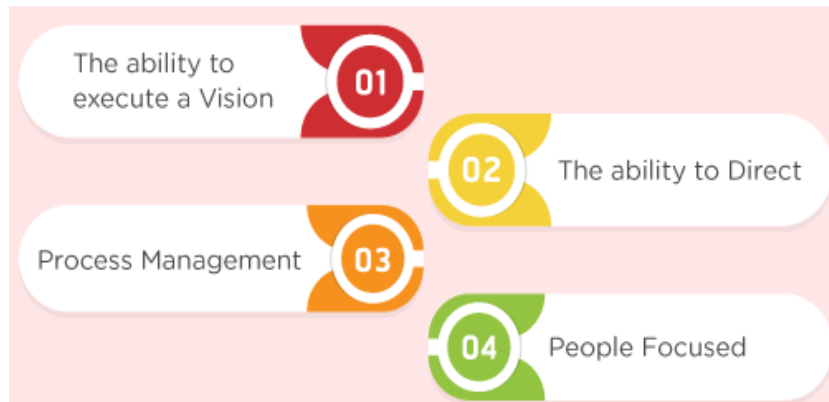 The ability to
execute a Vision
01
02
The ability to Direct
Process Management
03
04
People Focused